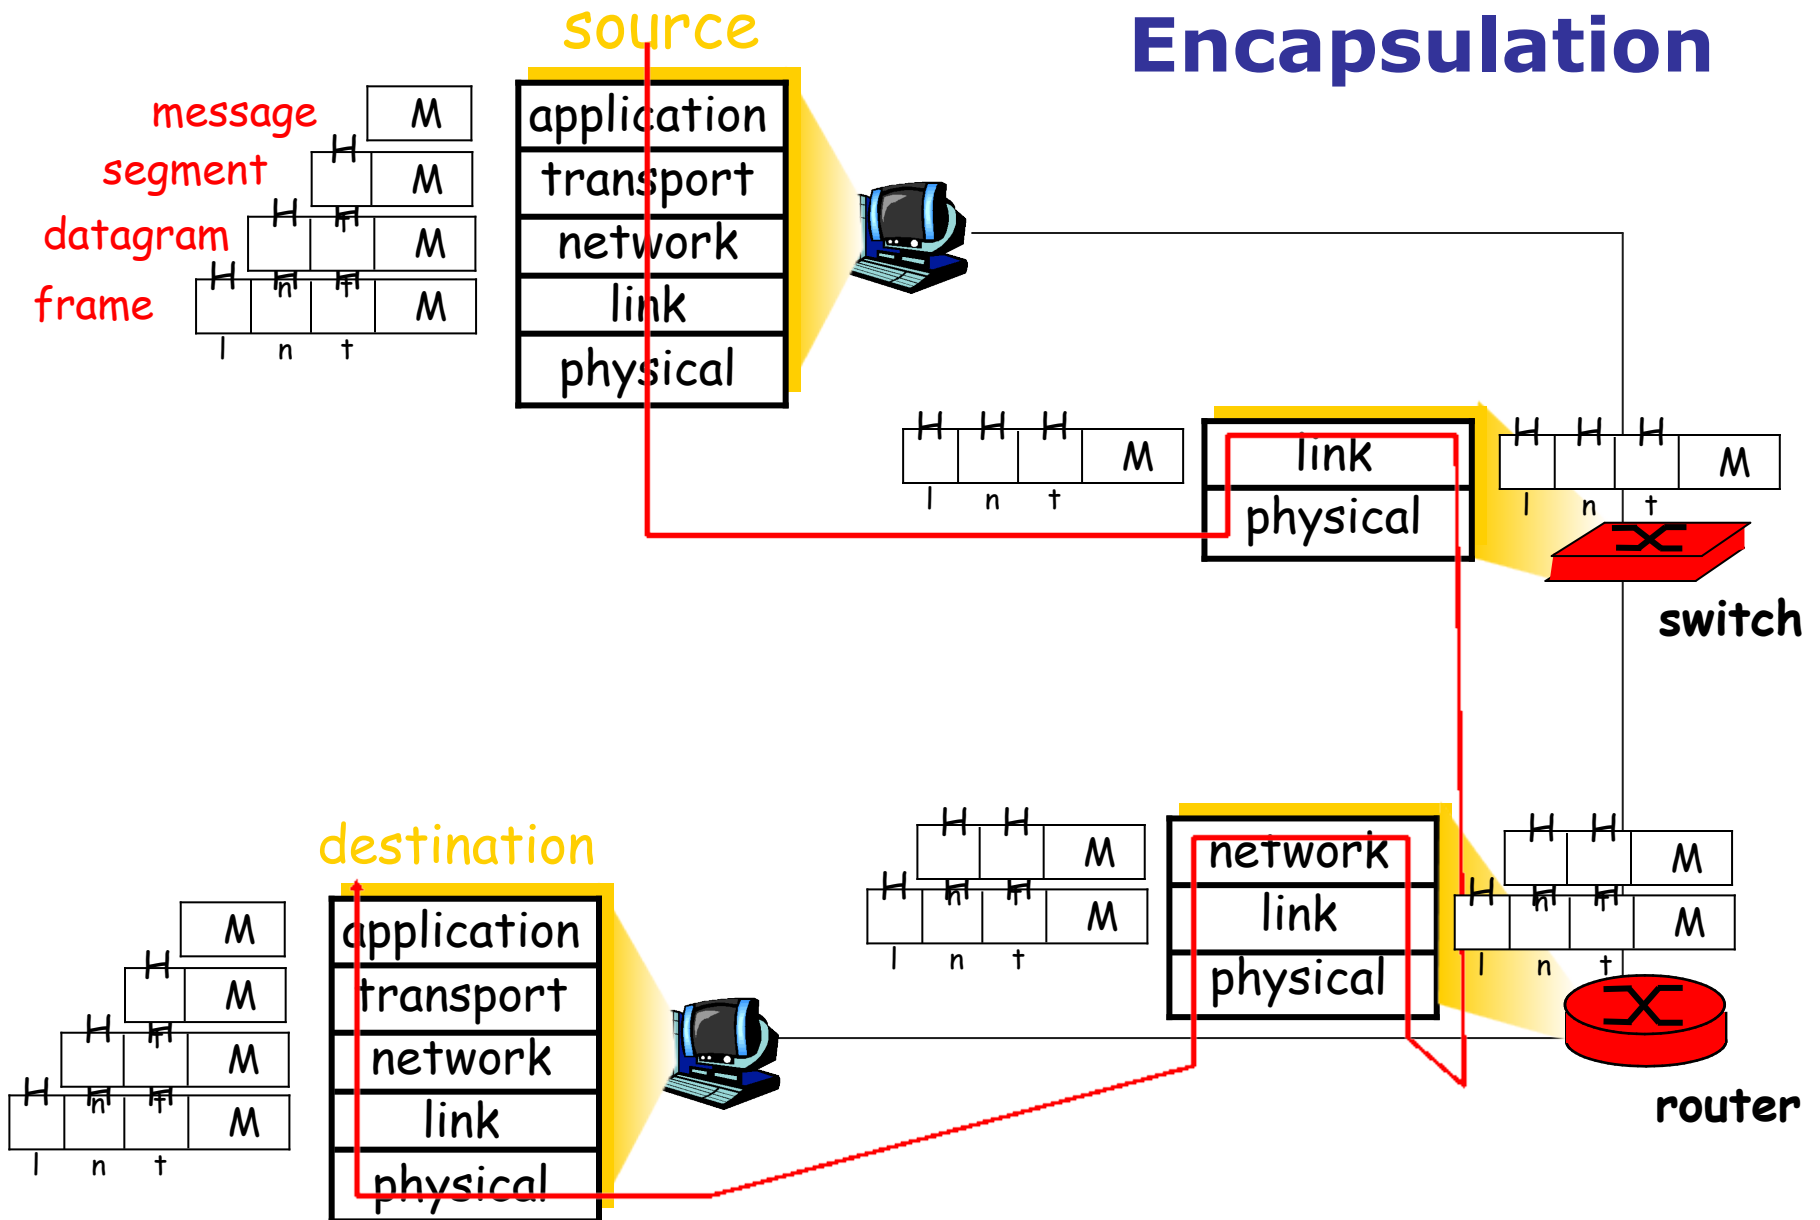 source
Encapsulation
message M
application
H
segment M
transport
H H t
datagram M
network
H H n H t
frame M
link
l n t
physical
H H H M
l n t
link
physical
H H H M
l n t
switch
destination
M
application
H M
transport
H H t M
network
H H n H t M
link
l n t
physical
H H M
H H n H t M
l n t
network
link
physical
H H M
H H n H t M
l n t
router